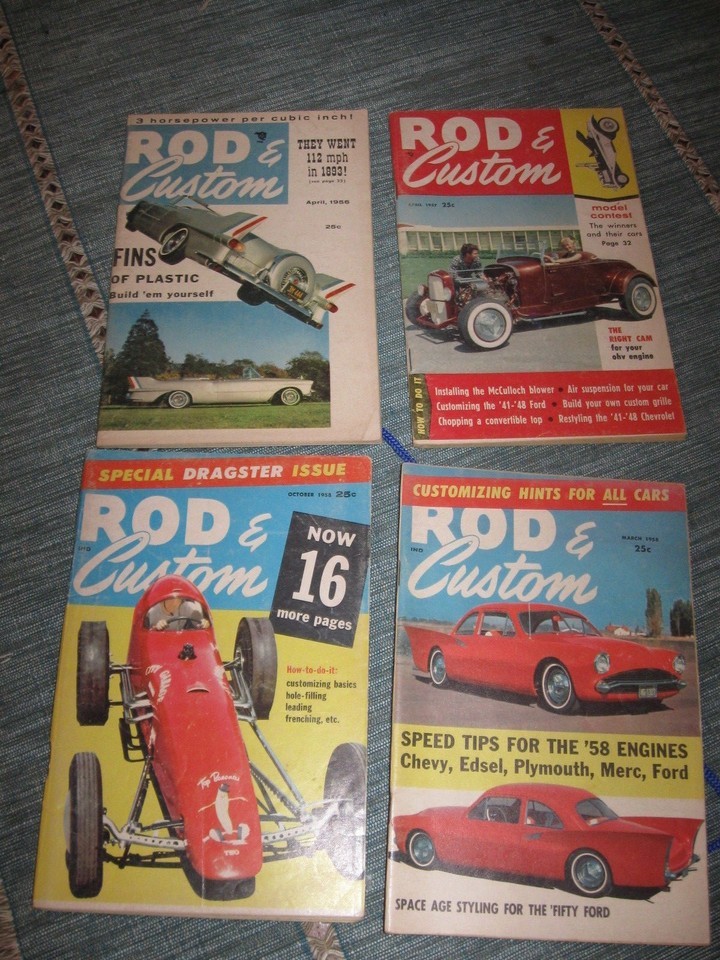 3 horsepower per cubic inch!
ROD &
Custom
THEY WENT
112 mph
in 1893!
April, 1958
25c
FINS
OF PLASTIC
Build 'em yourself
ROD &
Custom
25c
model
contest
The winners
and their cars
Page 22
THE
RIGHT CAM
for your
ohv engine
HOW TO DO IT
Installing the McCulloch blower • Air suspension for your car
Customizing the '41-'48 Ford • Build your own custom grille
Chopping a convertible top • Restyling the '41-'48 Chevrolet
SPECIAL DRAGSTER ISSUE
OCTOBER 1958 25c
ROD &
Custom
IND
NOW
16
more pages
How-to-do-it:
customizing basics
hole-filling
leading
frenching, etc.
TWO
CUSTOMIZING HINTS FOR ALL CARS
ROD &
Custom
IND
MARCH 1958
25c
SPEED TIPS FOR THE '58 ENGINES
Chevy, Edsel, Plymouth, Merc, Ford
SPACE AGE STYLING FOR THE 'FIFTY FORD